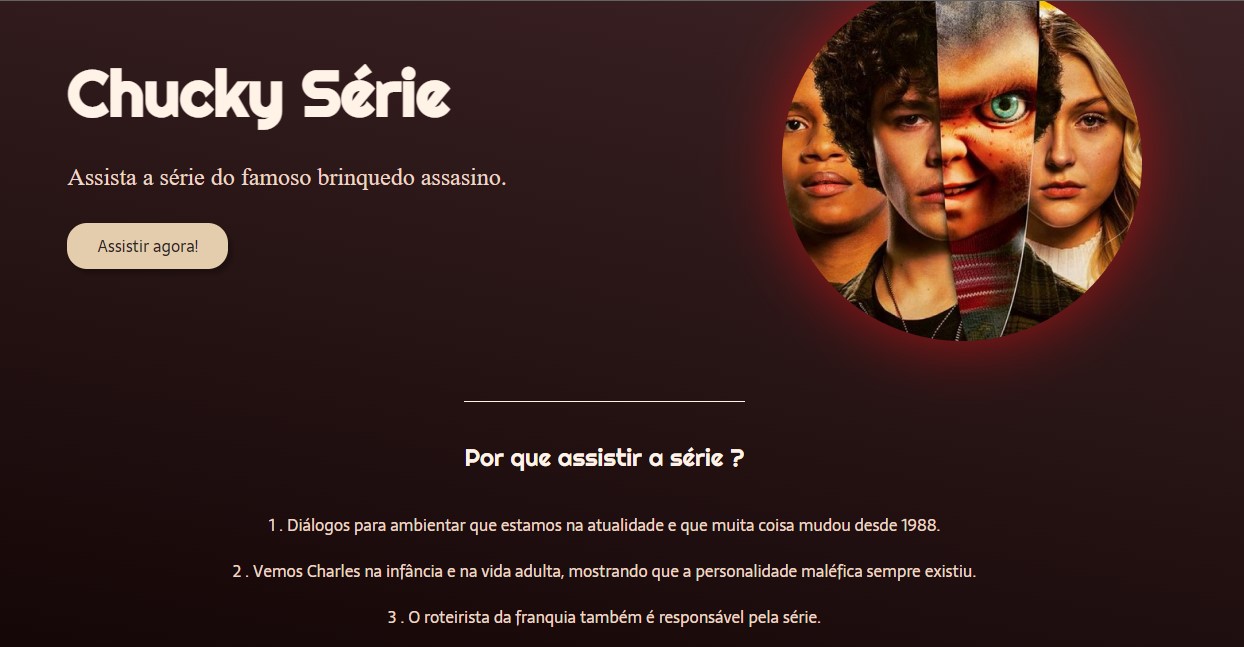 Chucky Série
Assista a série do famoso brinquedo assasino.
Assistir agora!
Por que assistir a série ?
1 . Diálogos para ambientar que estamos na atualidade e que muita coisa mudou desde 1988.
2 . Vemos Charles na infância e na vida adulta, mostrando que a personalidade maléfica sempre existiu.
3 . O roteirista da franquia também é responsável pela série.